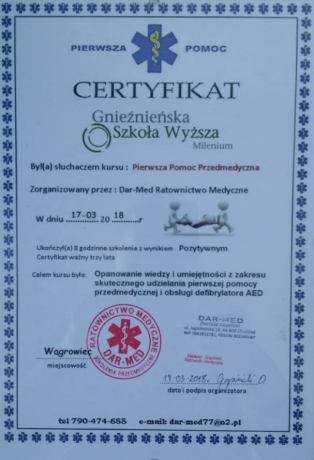 PIERWSZA POMOC
CERTYFIKAT
Gnieźnieńska
Szkoła Wyższa
Milenium
Był(a) słuchaczem kursu : Pierwsza Pomoc Przedmedyczna
Zorganizowany przez : Dar-Med Ratownictwo Medyczne
W dniu 17-03 20 18 r
Ukończył(a) 8 godzinne szkolenie z wynikiem Pozytywnym
Certyfikat ważny trzy lata
Celem kursu było: Opanowanie wiedzy i umiejętności z zakresu
skutecznego udzielania pierwszej pomocy
przedmedycznej i obsługi defibrylatora AED
RATOWNICTWO MEDYCZNE
DAR-MED
SZKOLENIA PRZEDMEDYCZNE
DAR-MED
Wągrowiec
miejscowość
19-03-2018r
data i podpis organizatora
tel 790-474-655 e-mail: dar-med77@o2.pl